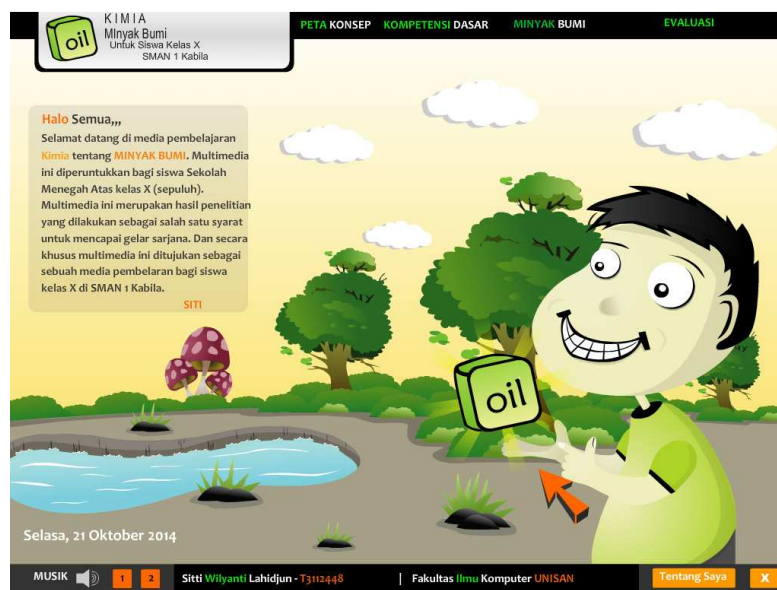 KIMIA
MInyak Bumi
Untuk Siswa Kelas X
SMAN 1 Kabila
oil
PETA KONSEP KOMPETENSI DASAR MINYAK BUMI EVALUASI
Halo Semua,,,
Selamat datang di media pembelajaran
Kimia tentang MINYAK BUMI. Multimedia
ini diperuntukkan bagi siswa Sekolah
Menegah Atas kelas X (sepuluh).
Multimedia ini merupakan hasil penelitian
yang dilakukan sebagai salah satu syarat
untuk mencapai gelar sarjana. Dan secara
khusus multimedia ini ditujukan sebagai
sebuah media pembelaran bagi siswa
kelas X di SMAN 1 Kabila.
SITI
oil
Selasa, 21 Oktober 2014
MUSIK 1 2 Sitti Wilyanti Lahidjun - T3112448 | Fakultas Ilmu Komputer UNISAN Tentang Saya X